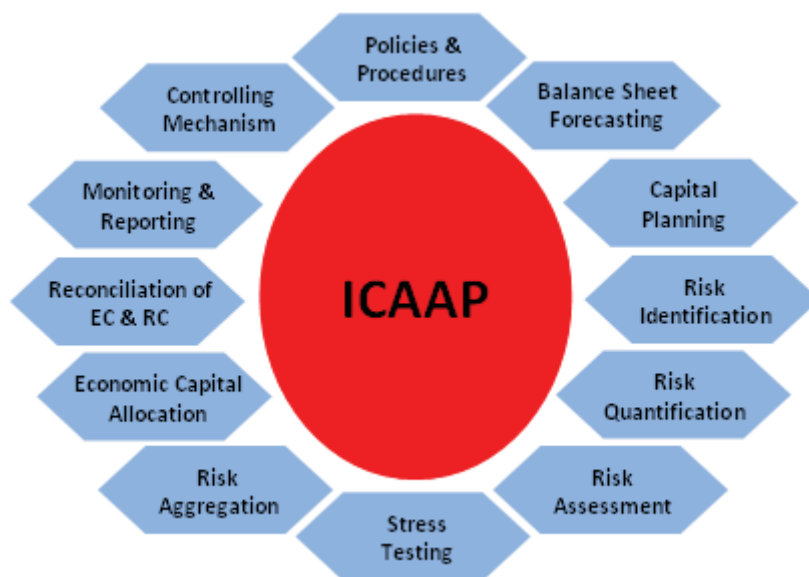 Policies &
Procedures
Balance Sheet
Forecasting
Capital
Planning
Risk
Identification
Risk
Quantification
Risk
Assessment
Stress
Testing
Risk
Aggregation
Economic Capital
Allocation
Reconciliation of
EC & RC
Monitoring &
Reporting
Controlling
Mechanism
ICAAP